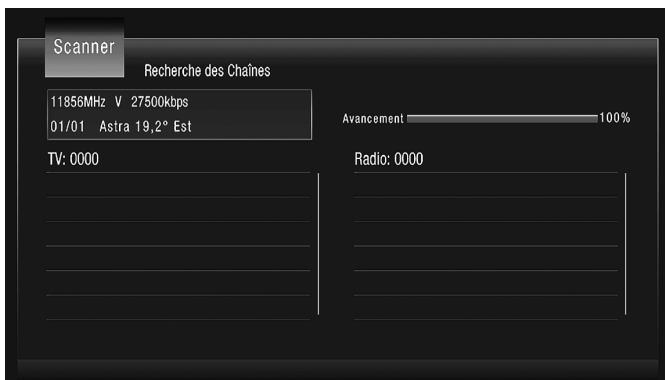 Scanner
Recherche des Chaînes
11856MHz V 27500kbps
01/01 Astra 19,2° Est
Avancement 100%
TV: 0000
Radio: 0000